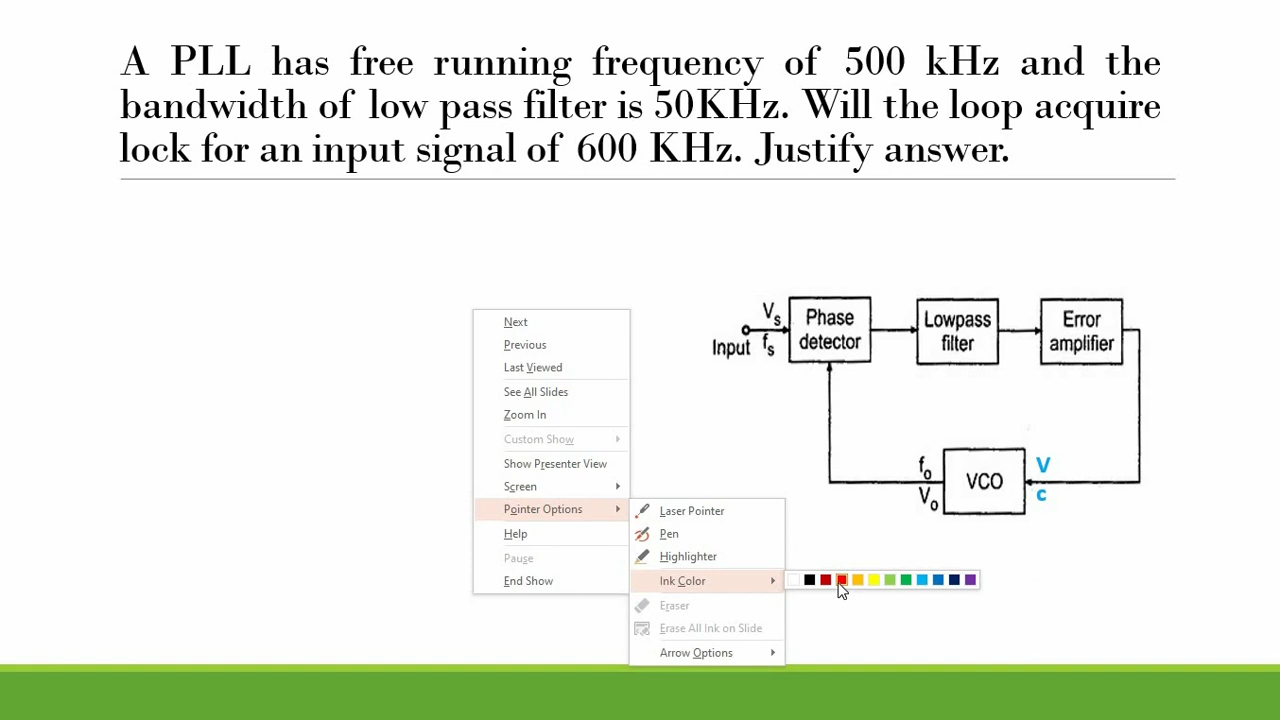 A PLL has free running frequency of 500 kHz and the
bandwidth of low pass filter is 50KHz. Will the loop acquire
lock for an input signal of 600 KHz. Justify answer.
Next
Previous
Last Viewed
See All Slides
Zoom In
Custom Show
Show Presenter View
Screen
Pointer Options
Help
Pause
End Show
Laser Pointer
Pen
Highlighter
Ink Color
Eraser
Erase All Ink on Slide
Arrow Options
Input
Vs
fs
Phase
detector
Lowpass
filter
Error
amplifier
fo
Vo
VCO
V
c